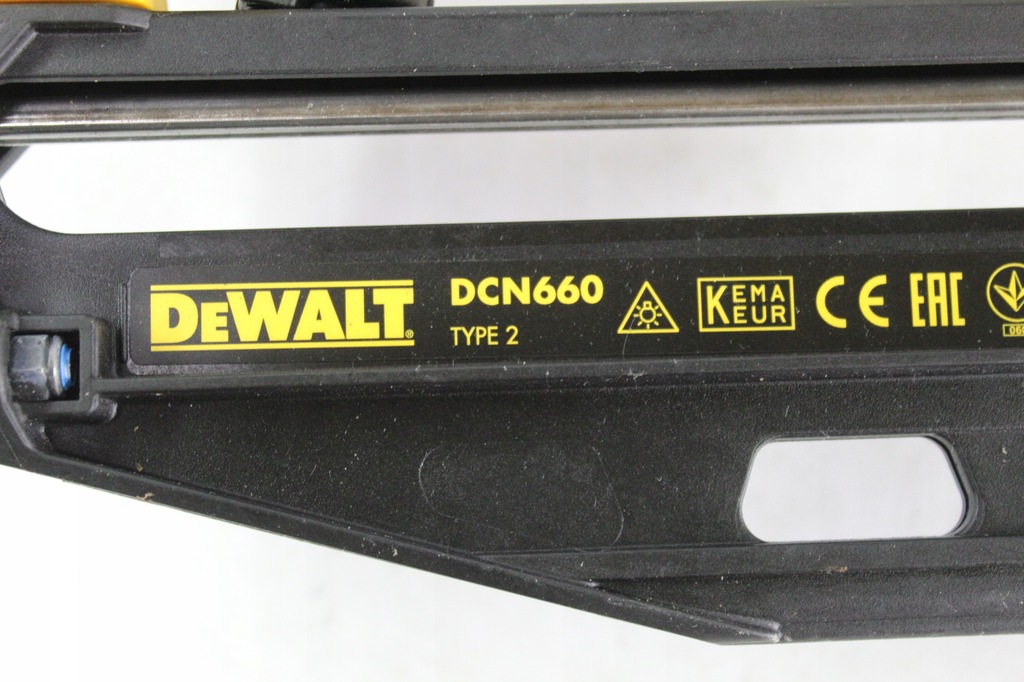 DEWALT®
DCN660
TYPE 2
KEMA
KEUR
CE
EAC